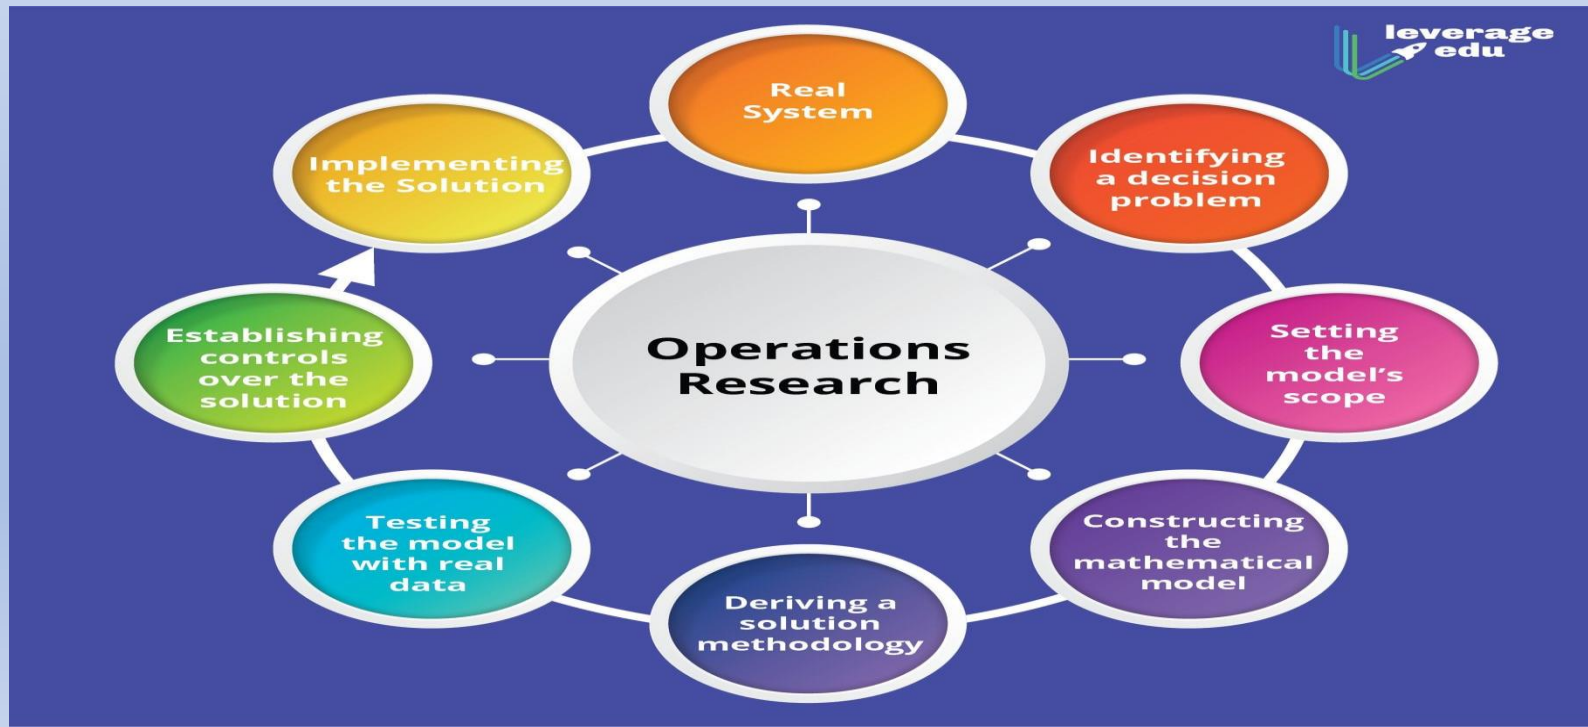 leverage
edu
Real
System
Identifying
a decision
problem
Setting
the
model’s
scope
Constructing
the
mathematical
model
Deriving a
solution
methodology
Testing
the model
with real
data
Establishing
controls
over the
solution
Implementing
the Solution
Operations
Research